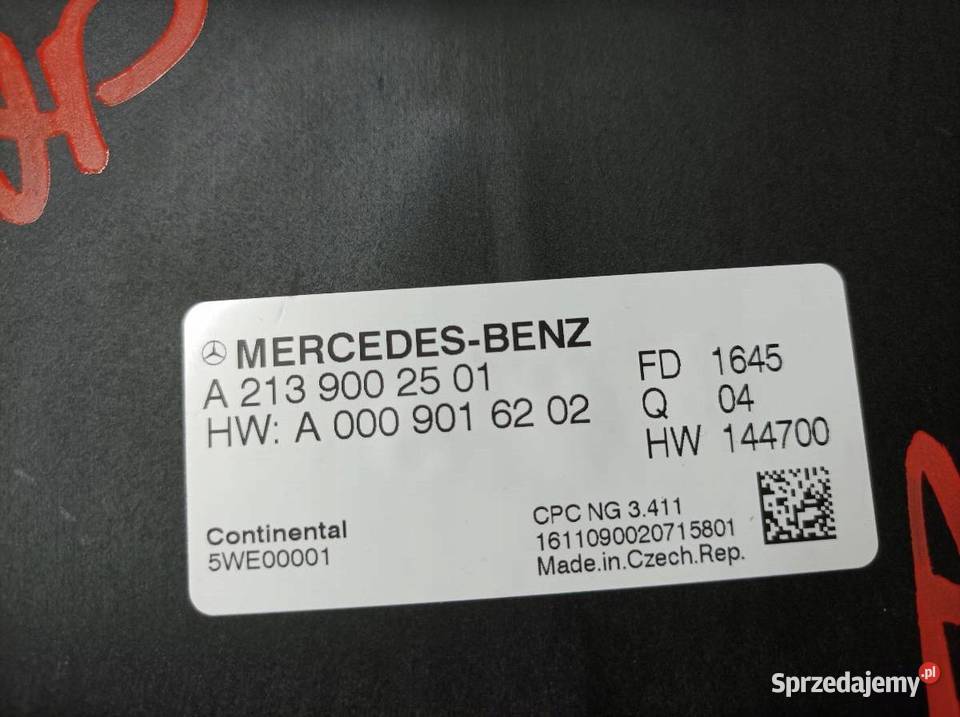 AP
MERCEDES-BENZ
A 213 900 25 01
HW: A 000 901 62 02
FD 1645
Q 04
HW 144700
Continental
5WE00001
CPC NG 3.411
1611090020715801
Made.in.Czech.Rep.
Sprzedajemy.pl